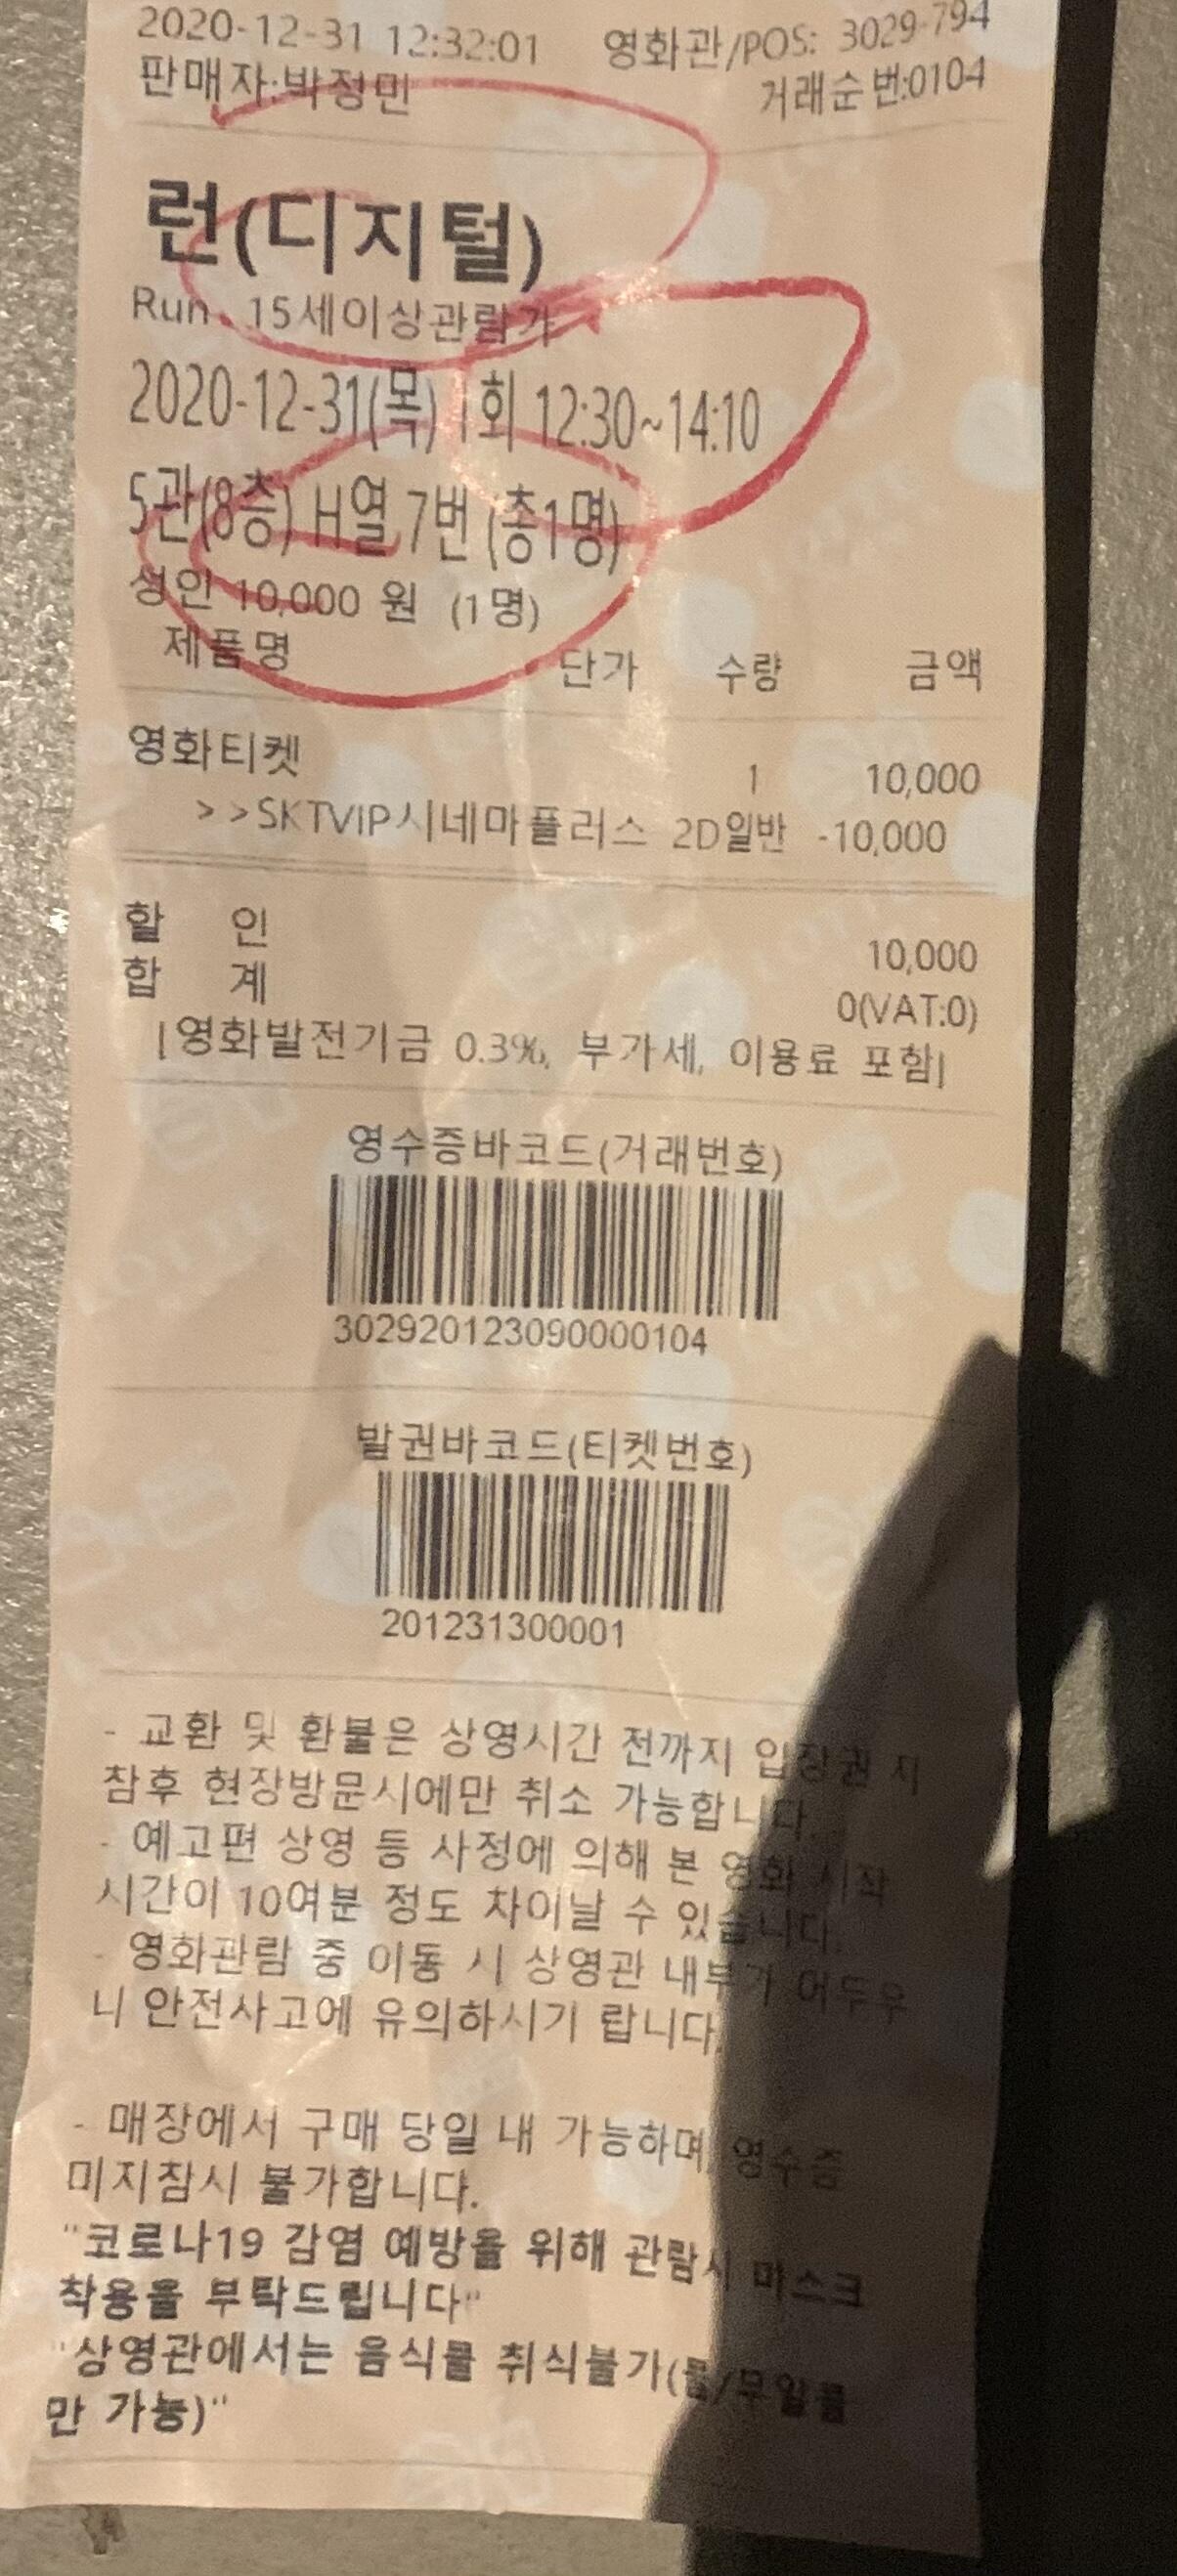 2020-12-31 12:32:01 영화관/POS: 3029-794
판매자:박정민 거래순번:0104
런(디지털)
Run, 15세이상관람가
2020-12-31(목) 1회 12:30~14:10
5관(8층) H열 7번 (총1명)
성인 10,000 원 (1명)
제품명 단가 수량 금액
영화티켓 1 10,000
>>SKTVIP시네마플러스 2D일반 -10,000
할 인 10,000
합 계 0(VAT:0)
|영화발전기금 0.3%, 부가세, 이용료 포함|
영수증바코드(거래번호)
302920123090000104
발권바코드(티켓번호)
201231300001
- 교환 및 환불은 상영시간 전까지 입장권 지
참후 현장방문시에만 취소 가능합니다.
- 예고편 상영 등 사정에 의해 본 영화 시작
시간이 10여분 정도 차이날 수 있습니다.
- 영화관람 중 이동 시 상영관 내부가 어두우
니 안전사고에 유의하시기 랍니다.
- 매장에서 구매 당일 내 가능하며, 영수증
미지참시 불가합니다.
"코로나19 감염 예방을 위해 관람시 마스크
착용을 부탁드립니다"
"상영관에서는 음식물 취식불가(물/무알콜
만 가능)"